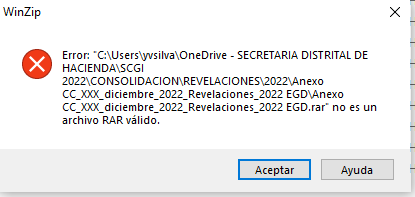 WinZip
Error: "C:\Users\yvsilva\OneDrive - SECRETARIA DISTRITAL DE
HACIENDA\SCGI
2022\CONSOLIDACION\REVELACIONES\2022\Anexo
CC_XXX_diciembre_2022_Revelaciones_2022 EGD\Anexo
CC_XXX_diciembre_2022_Revelaciones_2022 EGD.rar" no es un
archivo RAR válido.
Aceptar
Ayuda